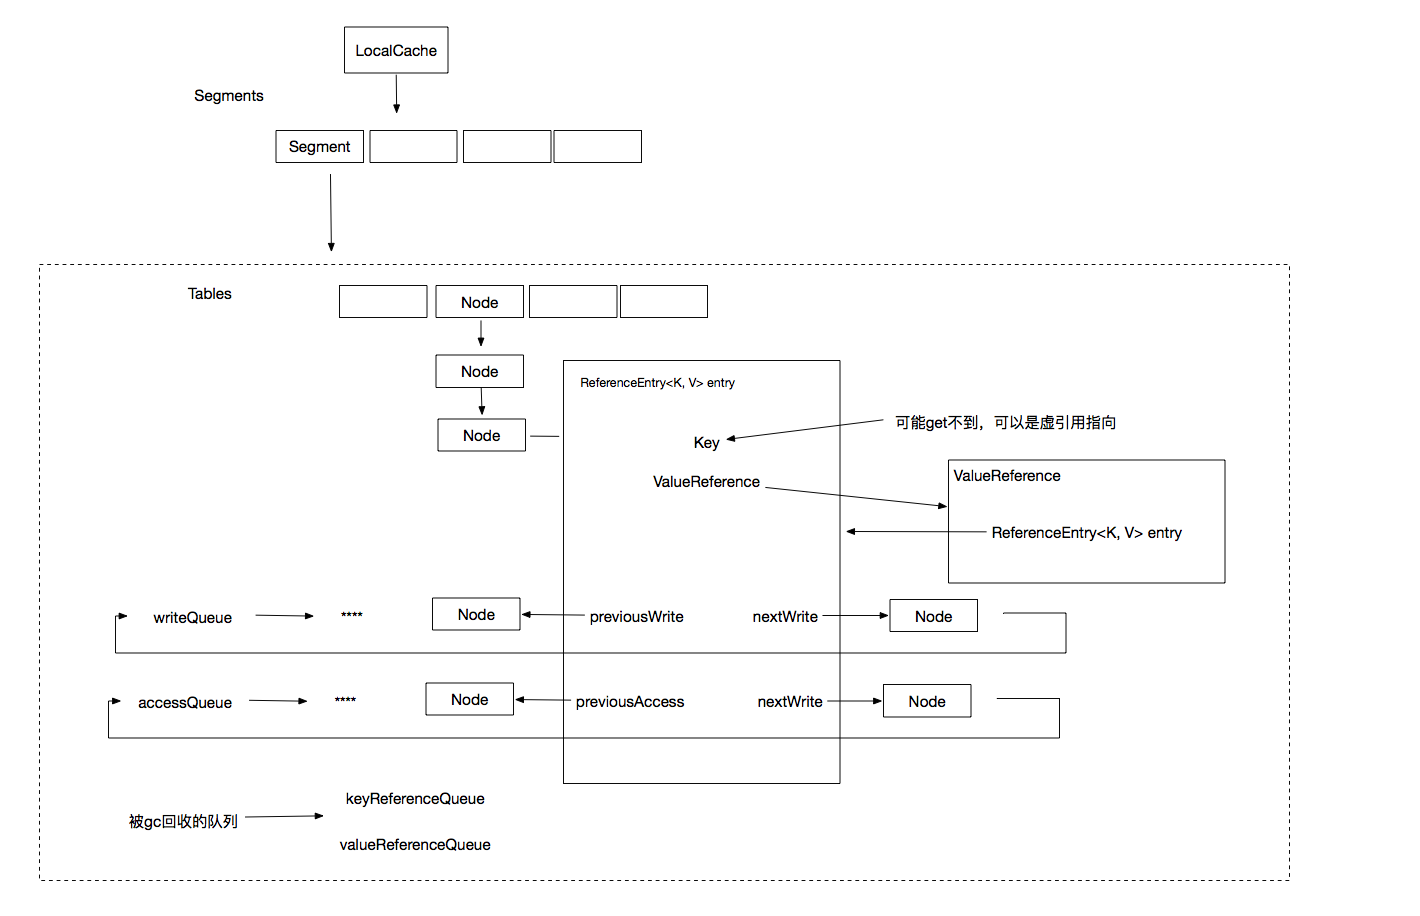 LocalCache
Segments
Segment
Tables
Node
Node
Node
ReferenceEntry<K, V> entry
Key
可能get不到，可以是虚引用指向
ValueReference
ValueReference
ReferenceEntry<K, V> entry
writeQueue
****
Node
previousWrite
nextWrite
Node
accessQueue
****
Node
previousAccess
nextWrite
Node
keyReferenceQueue
被gc回收的队列
valueReferenceQueue